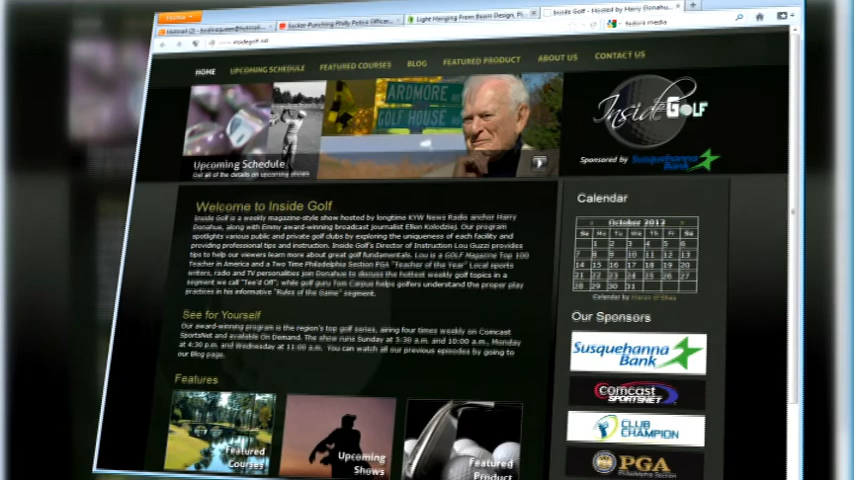 Sucker-Punching Philly Police Officer...
Light Hanging From Beam Design, Pi...
Inside Golf - Hosted by Harry Donahue...
HOME UPCOMING SCHEDULE FEATURED COURSES BLOG FEATURED PRODUCT ABOUT US CONTACT US
ARDMORE
GOLF HOUSE
Inside GOLF
Sponsored by Susquehanna Bank
Upcoming Schedule
Get all of the details on upcoming shows
Welcome to Inside Golf
Inside Golf is a weekly magazine-style show hosted by longtime KYW News Radio anchor Harry
Donahue, along with Emmy award-winning broadcast journalist Ellen Kolodziej. Our program
spotlights various public and private golf clubs by exploring the uniqueness of each facility and
providing professional tips and instruction. Inside Golf's Director of Instruction Lou Guzzi provides
tips to help our viewers learn more about great golf fundamentals. Lou is a GOLF Magazine Top 100
Teacher in America and a Two Time Philadelphia Section PGA "Teacher of the Year" Local sports
writers, radio and TV personalities join Donahue to discuss the hottest weekly golf topics in a
segment we call "Tee'd Off"; while golf guru Tom Carpus helps golfers understand the proper play
practices in his informative "Rules of the Game" segment.
See for Yourself
Our award-winning program is the region's top golf series, airing four times weekly on Comcast
SportsNet and available On Demand. The show runs Sunday at 5:30 a.m. and 10:00 a.m., Monday
at 4:30 p.m. and Wednesday at 11:00 a.m. You can watch all our previous episodes by going to
our Blog page.
Features
Featured
Courses
Upcoming
Shows
Featured
Product
Calendar
« October 2012 »
Su Mo Tu We Th Fr Sa
1 2 3 4 5 6
7 8 9 10 11 12 13
14 15 16 17 18 19 20
21 22 23 24 25 26 27
28 29 30 31
Calendar by Kieran O'Shea
Our Sponsors
Susquehanna
Bank
COMCAST
SPORTSNET
CLUB
CHAMPION
PGA
Philadelphia Section